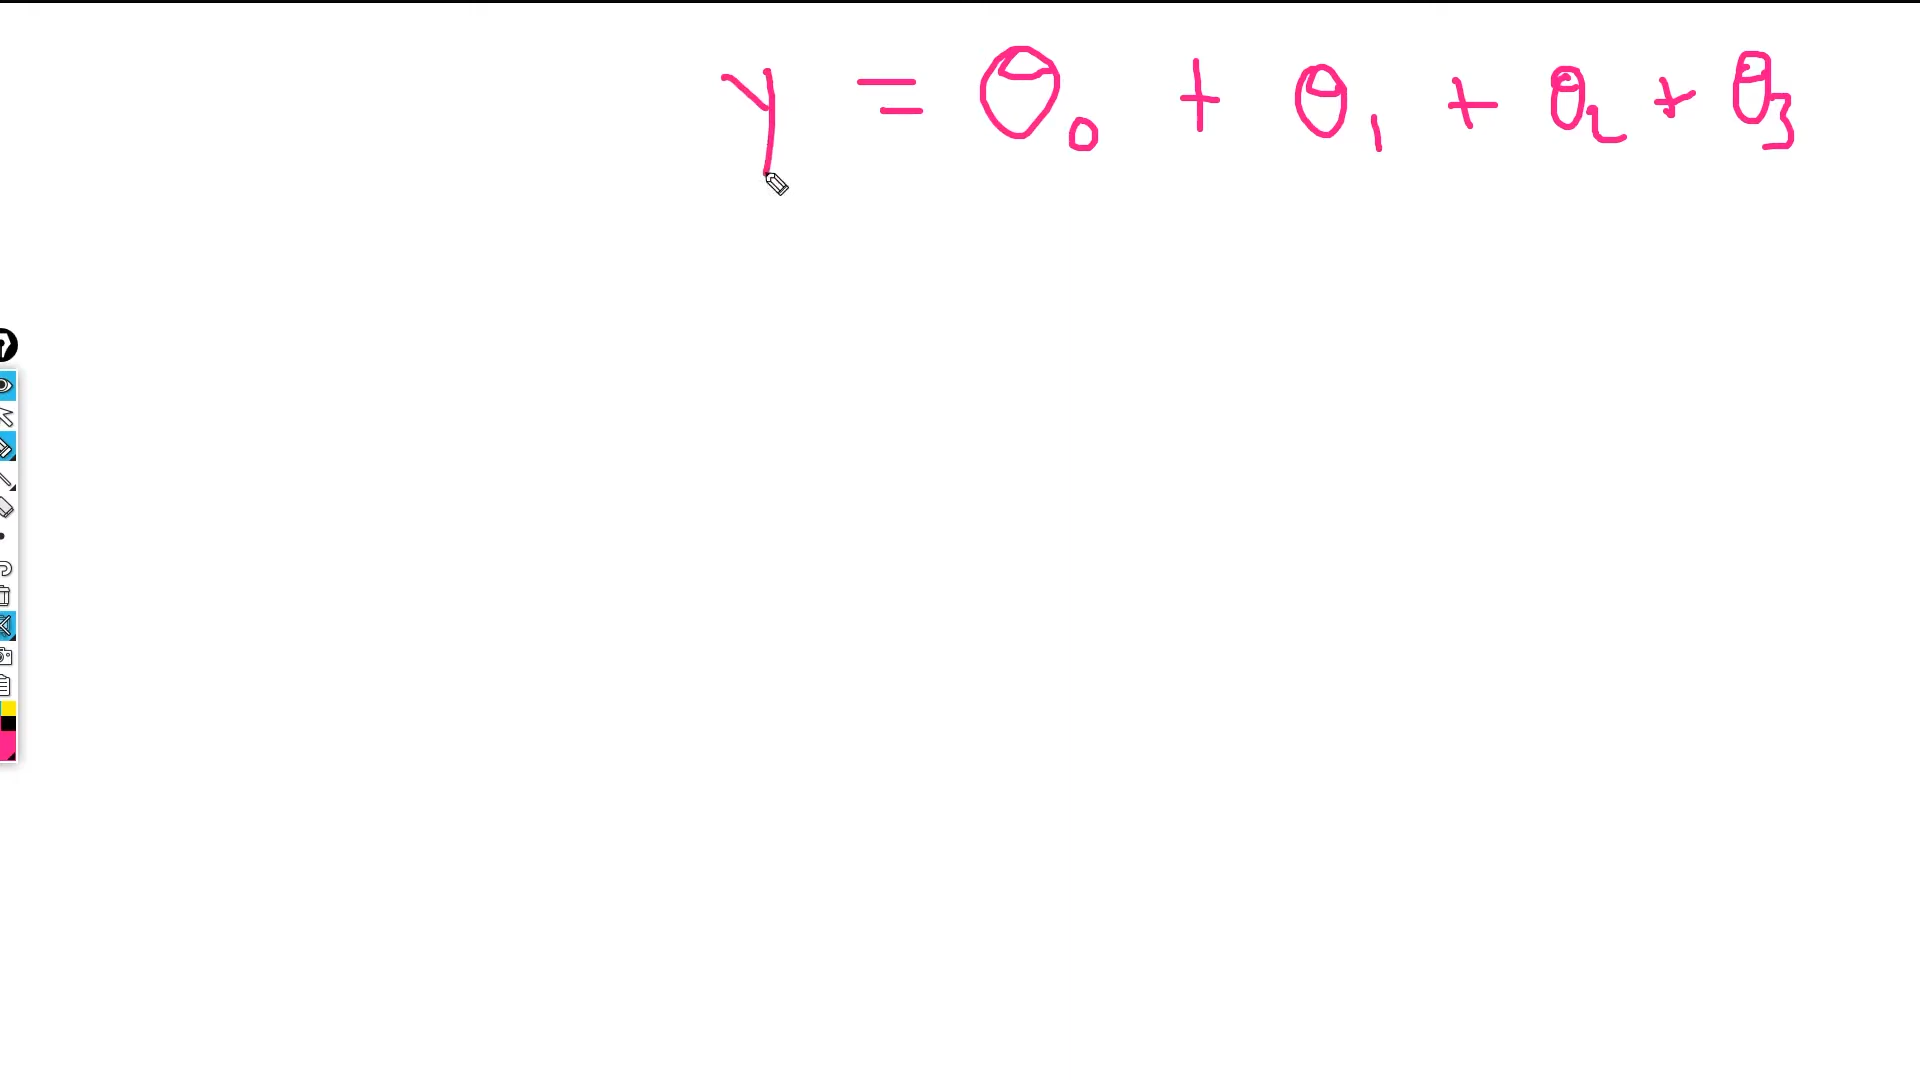 y = θ₀ + θ₁ + θ₂ + θ₃